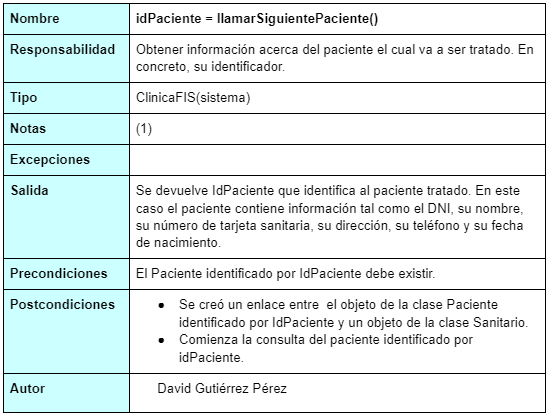 Nombre idPaciente = llamarSiguientePaciente()
Responsabilidad Obtener información acerca del paciente el cual va a ser tratado. En
concreto, su identificador.
Tipo ClinicaFIS(sistema)
Notas (1)
Excepciones
Salida Se devuelve IdPaciente que identifica al paciente tratado. En este
caso el paciente contiene información tal como el DNI, su nombre,
su número de tarjeta sanitaria, su dirección, su teléfono y su fecha
de nacimiento.
Precondiciones El Paciente identificado por IdPaciente debe existir.
Postcondiciones ● Se creó un enlace entre el objeto de la clase Paciente
identificado por IdPaciente y un objeto de la clase Sanitario.
● Comienza la consulta del paciente identificado por
idPaciente.
Autor David Gutiérrez Pérez